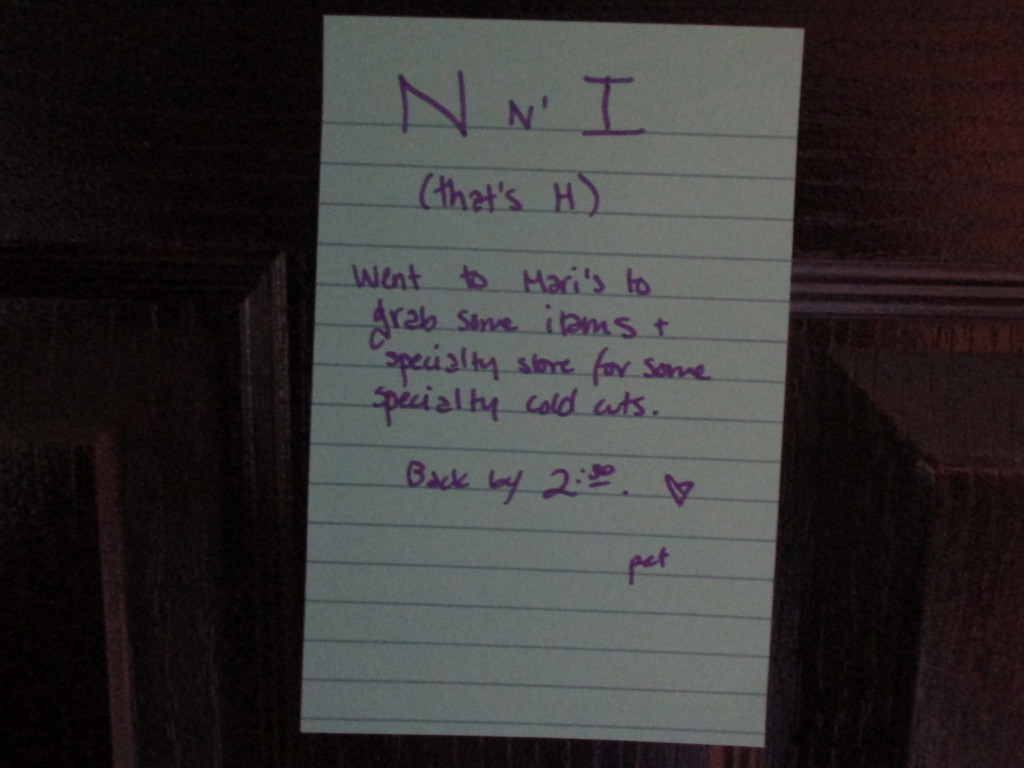 N N' I
(that's H)
Went to Mari's to
grab some items +
specialty store for some
specialty cold cuts.
Back by 2:30. ♡
pet